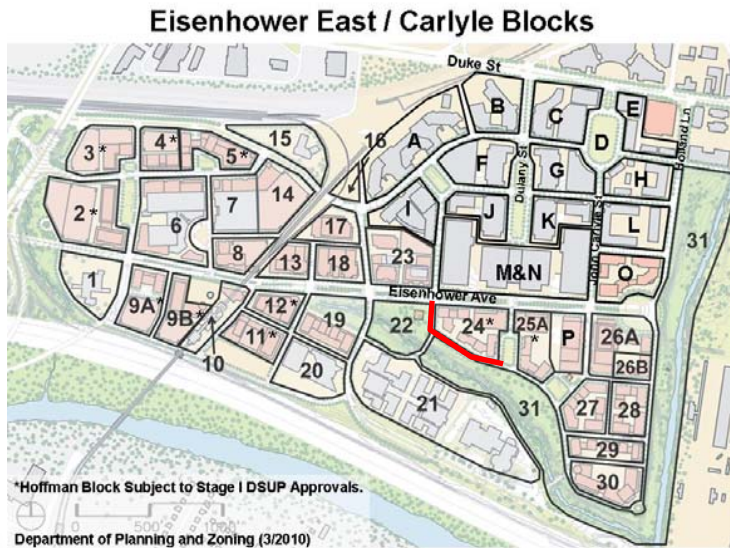 Eisenhower East / Carlyle Blocks
Duke St
B
C
E
Holland Ln
15
16
A
D
3*
4*
5*
F
Dulany St
G
H
14
2*
6
7
I
J
K
John Carlyle St
L
31
17
8
13
18
23
M&N
O
1
9A*
9B*
Eisenhower Ave
12*
11*
19
22
24*
25A
*
P
26A
26B
10
20
21
31
27
28
29
30
*Hoffman Block Subject to Stage I DSUP Approvals.
0
500
1000
Department of Planning and Zoning (3/2010)